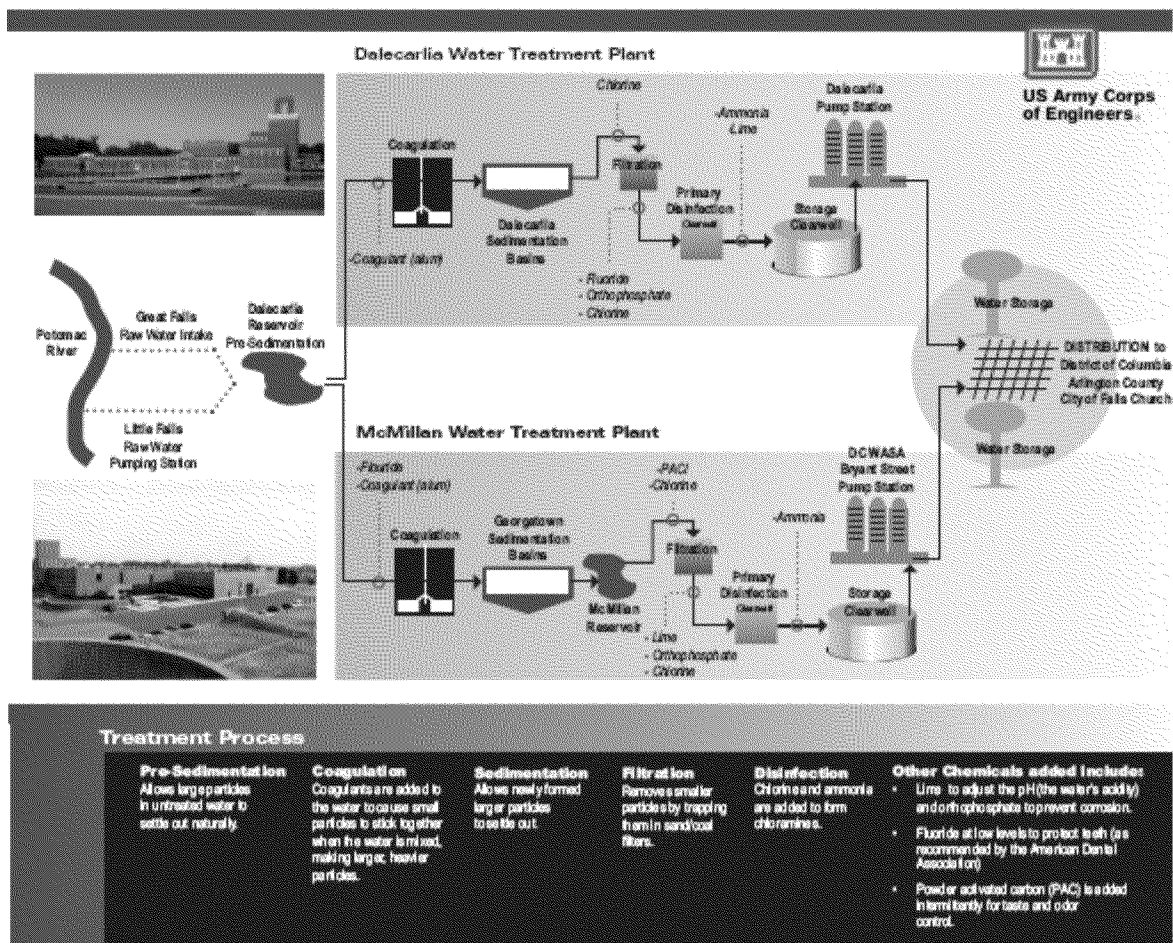 Dalecarlia Water Treatment Plant
US Army Corps
of Engineers
Chlorine
-Ammonia
Lime
Dalecarlia
Pump Station
Coagulation
Filtration
Primary
Disinfection
Clearwell
Storage
Clearwell
Dalecarlia
Sedimentation
Basins
-Coagulant (alum)
- Fluoride
- Orthophosphate
- Chlorine
Potomac
River
Great Falls
Raw Water Intake
Dalecarlia
Reservoir
Pre-Sedimentation
Little Falls
Raw Water
Pumping Station
Water Storage
DISTRIBUTION to
District of Columbia
Arlington County
City of Falls Church
Water Storage
McMillan Water Treatment Plant
-Flouride
-Coagulant (alum)
-PACl
-Chlorine
-Ammonia
DCWASA
Bryant Street
Pump Station
Coagulation
Georgetown
Sedimentation
Basins
McMillan
Reservoir
Filtration
Primary
Disinfection
Clearwell
Storage
Clearwell
- Lime
- Orthophosphate
- Chlorine
Treatment Process
Pre-Sedimentation
Allows large particles
in untreated water to
settle out naturally.
Coagulation
Coagulants are added to
the water to cause small
particles to stick together
when the water is mixed,
making larger, heavier
particles.
Sedimentation
Allows newly formed
larger particles
to settle out.
Filtration
Removes smaller
particles by trapping
them in sand/coal
filters.
Disinfection
Chlorine and ammonia
are added to form
chloramines.
Other Chemicals added include:
• Lime to adjust the pH (the water's acidity)
and orthophosphate to prevent corrosion.
• Fluoride at low levels to protect teeth (as
recommended by the American Dental
Association)
• Powder activated carbon (PAC) is added
intermittently for taste and odor
control.